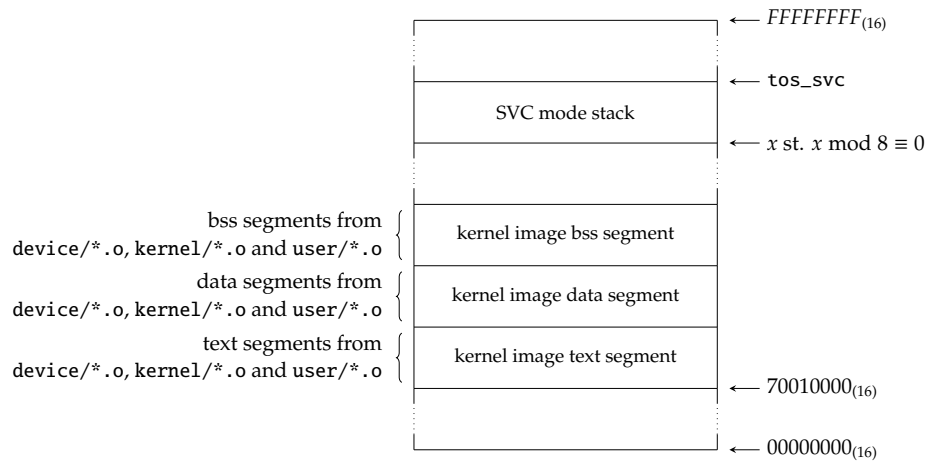 FFFFFFFF(16)
tos_svc
SVC mode stack
x st. x mod 8 ≡ 0
bss segments from
device/*.o, kernel/*.o and user/*.o
kernel image bss segment
data segments from
device/*.o, kernel/*.o and user/*.o
kernel image data segment
text segments from
device/*.o, kernel/*.o and user/*.o
kernel image text segment
70010000(16)
00000000(16)